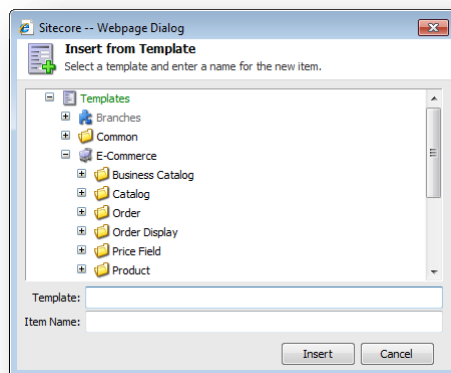 Sitecore -- Webpage Dialog
Insert from Template
Select a template and enter a name for the new item.
Templates
Branches
Common
E-Commerce
Business Catalog
Catalog
Order
Order Display
Price Field
Product
Template:
Item Name:
Insert Cancel